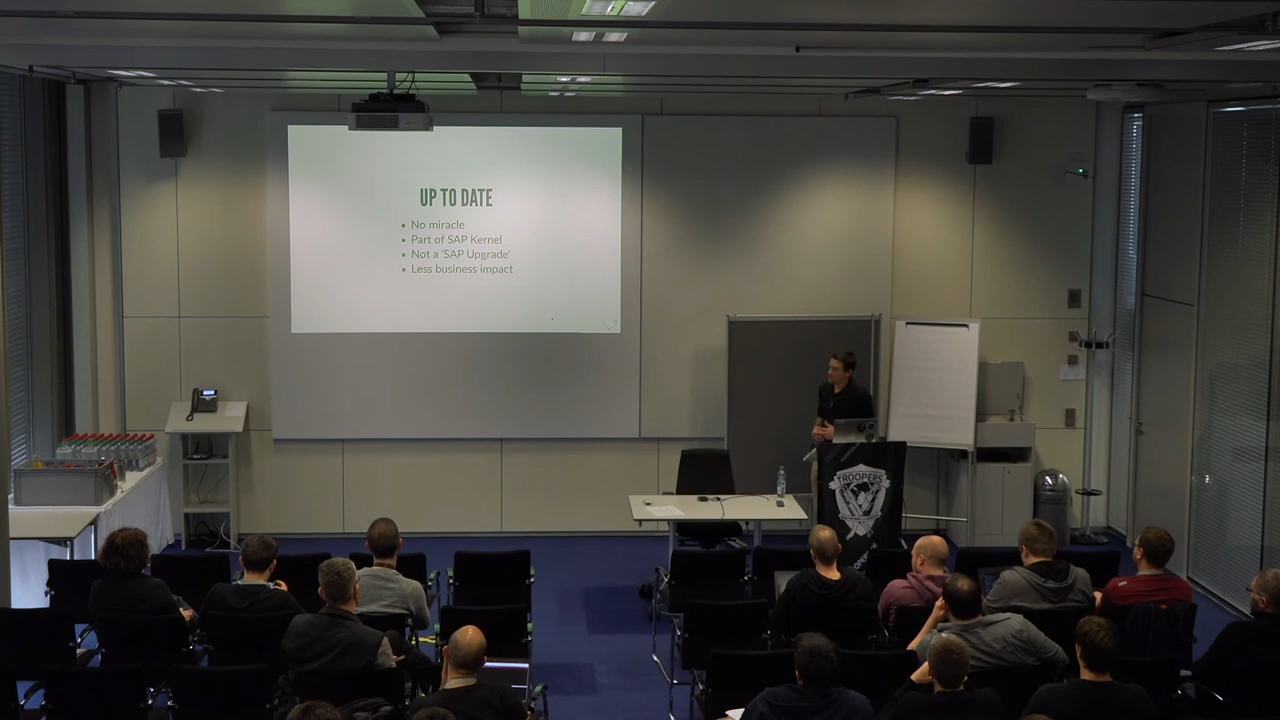 UP TO DATE
No miracle
Part of SAP Kernel
Not a 'SAP Upgrade'
Less business impact
TROOPERS